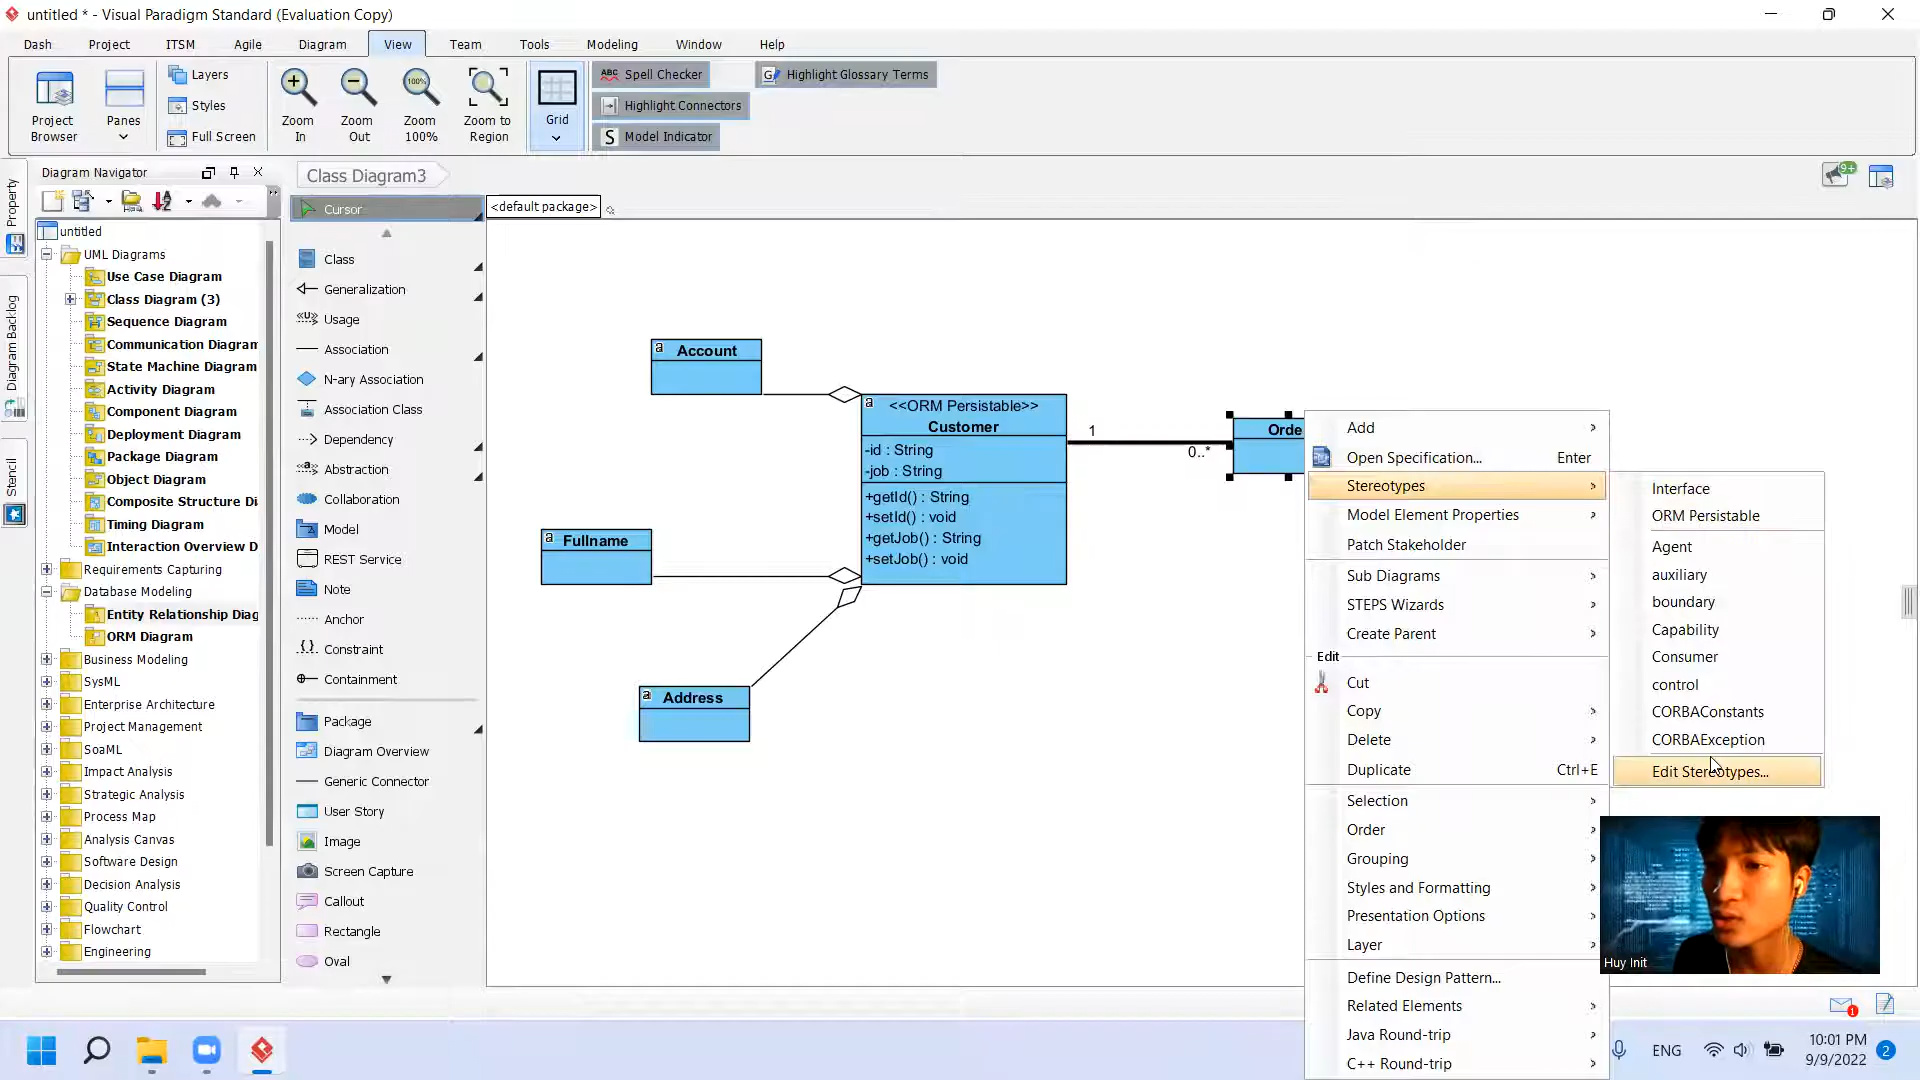 untitled * - Visual Paradigm Standard (Evaluation Copy)
Dash Project ITSM Agile Diagram View Team Tools Modeling Window Help
Project Browser
Panes
Layers
Styles
Full Screen
Zoom In
Zoom Out
100%
Zoom 100%
Zoom to Region
Grid
ABC Spell Checker
Highlight Connectors
S Model Indicator
G Highlight Glossary Terms
Property
Diagram Backlog
Stencil
Diagram Navigator
untitled
UML Diagrams
Use Case Diagram
Class Diagram (3)
Sequence Diagram
Communication Diagram
State Machine Diagram
Activity Diagram
Component Diagram
Deployment Diagram
Package Diagram
Object Diagram
Composite Structure Di
Timing Diagram
Interaction Overview D
Requirements Capturing
Database Modeling
Entity Relationship Diag
ORM Diagram
Business Modeling
SysML
Enterprise Architecture
Project Management
SoaML
Impact Analysis
Strategic Analysis
Process Map
Analysis Canvas
Software Design
Decision Analysis
Quality Control
Flowchart
Engineering
Class Diagram3
9+
Cursor
Class
Generalization
Usage
Association
N-ary Association
Association Class
Dependency
Abstraction
Collaboration
Model
REST Service
Note
Anchor
Constraint
Containment
Package
Diagram Overview
Generic Connector
User Story
Image
Screen Capture
Callout
Rectangle
Oval
<default package>
a Account
a Fullname
a Address
a <<ORM Persistable>>
Customer
-id : String
-job : String
+getId() : String
+setId() : void
+getJob() : String
+setJob() : void
1
0..*
Orde
Add
Open Specification... Enter
Stereotypes
Model Element Properties
Patch Stakeholder
Sub Diagrams
STEPS Wizards
Create Parent
Edit
Cut
Copy
Delete
Duplicate Ctrl+E
Selection
Order
Grouping
Styles and Formatting
Presentation Options
Layer
Define Design Pattern...
Related Elements
Java Round-trip
C++ Round-trip
Interface
ORM Persistable
Agent
auxiliary
boundary
Capability
Consumer
control
CORBAConstants
CORBAException
Edit Stereotypes...
Huy Init
1
ENG
10:01 PM
9/9/2022
2